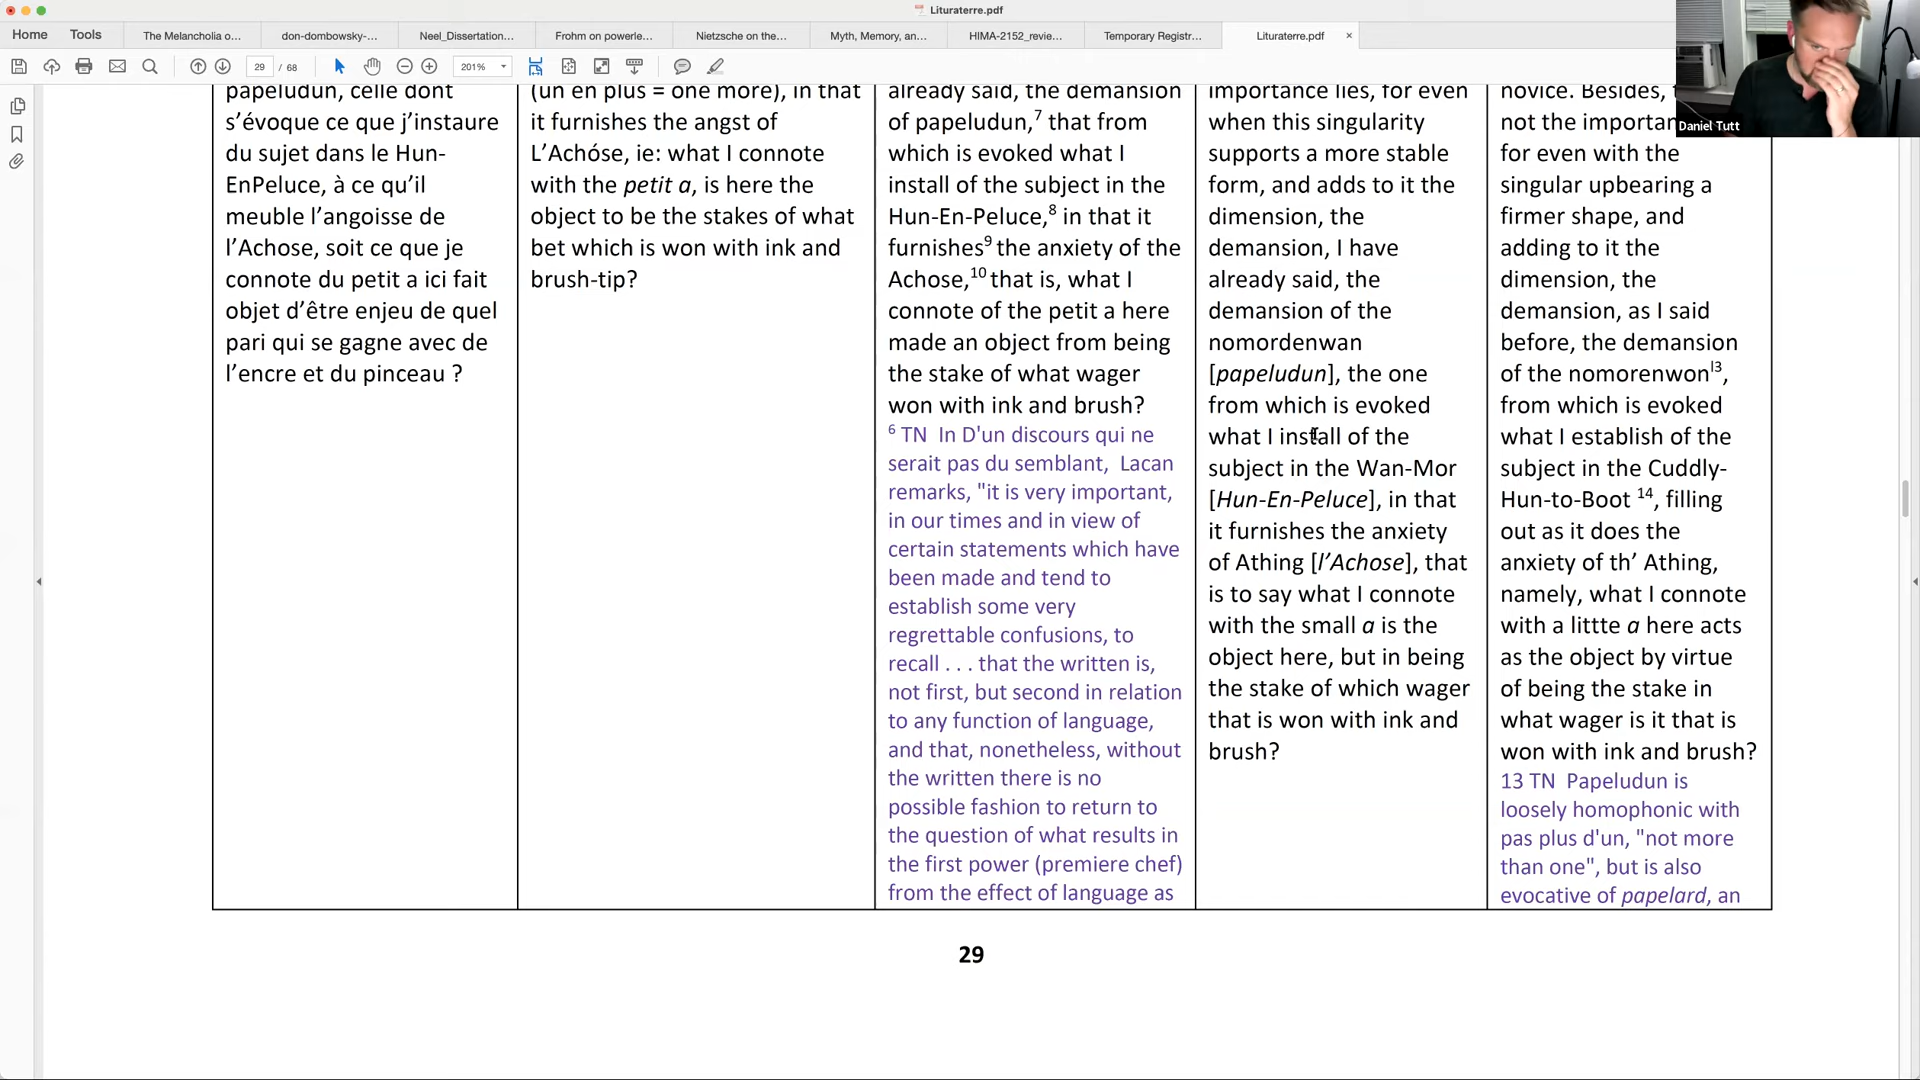 Lituraterre.pdf
Home
Tools
The Melancholia o...
don-dombowsky-...
Neel_Dissertation...
Frohm on powerle...
Nietzsche on the...
Myth, Memory, an...
HIMA-2152_revie...
Temporary Registr...
Lituraterre.pdf
29 / 68
201%
Daniel Tutt
papeludun, celle dont
s’évoque ce que j’instaure
du sujet dans le Hun-
EnPeluce, à ce qu’il
meuble l’angoisse de
l’Achose, soit ce que je
connote du petit a ici fait
objet d’être enjeu de quel
pari qui se gagne avec de
l’encre et du pinceau ?
(un en plus = one more), in that
it furnishes the angst of
L’Achóse, ie: what I connote
with the petit a, is here the
object to be the stakes of what
bet which is won with ink and
brush-tip?
already said, the demansion
of papeludun,7 that from
which is evoked what I
install of the subject in the
Hun-En-Peluce,8 in that it
furnishes9 the anxiety of the
Achose,10 that is, what I
connote of the petit a here
made an object from being
the stake of what wager
won with ink and brush?
6 TN In D'un discours qui ne
serait pas du semblant, Lacan
remarks, "it is very important,
in our times and in view of
certain statements which have
been made and tend to
establish some very
regrettable confusions, to
recall . . . that the written is,
not first, but second in relation
to any function of language,
and that, nonetheless, without
the written there is no
possible fashion to return to
the question of what results in
the first power (premiere chef)
from the effect of language as
importance lies, for even
when this singularity
supports a more stable
form, and adds to it the
dimension, the
demansion, I have
already said, the
demansion of the
nomordenwan
[papeludun], the one
from which is evoked
what I install of the
subject in the Wan-Mor
[Hun-En-Peluce], in that
it furnishes the anxiety
of Athing [l’Achose], that
is to say what I connote
with the small a is the
object here, but in being
the stake of which wager
that is won with ink and
brush?
novice. Besides,
not the importan
for even with the
singular upbearing a
firmer shape, and
adding to it the
dimension, the
demansion, as I said
before, the demansion
of the nomorenwonl3,
from which is evoked
what I establish of the
subject in the Cuddly-
Hun-to-Boot 14, filling
out as it does the
anxiety of th’ Athing,
namely, what I connote
with a littte a here acts
as the object by virtue
of being the stake in
what wager is it that is
won with ink and brush?
13 TN Papeludun is
loosely homophonic with
pas plus d'un, "not more
than one", but is also
evocative of papelard, an
29